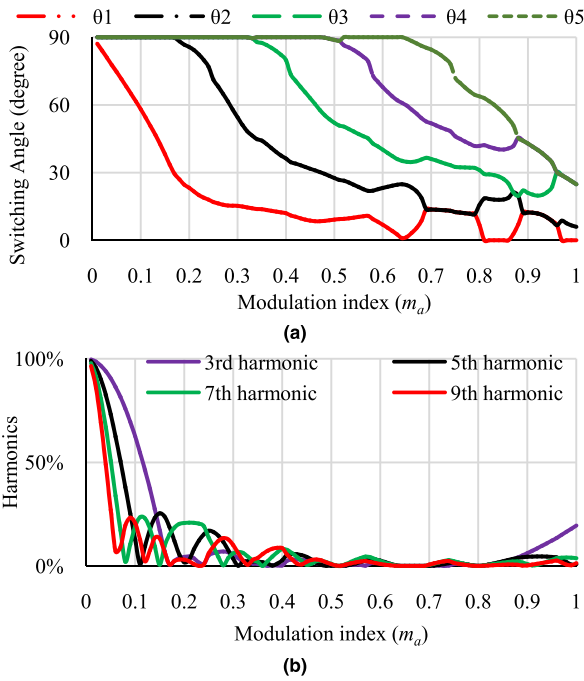 θ1 θ2 θ3 θ4 θ5
90
60
30
0
Switching Angle (degree)
0 0.1 0.2 0.3 0.4 0.5 0.6 0.7 0.8 0.9 1
Modulation index (ma)
(a)
100%
50%
0%
Harmonics
3rd harmonic 5th harmonic
7th harmonic 9th harmonic
0 0.1 0.2 0.3 0.4 0.5 0.6 0.7 0.8 0.9 1
Modulation index (ma)
(b)